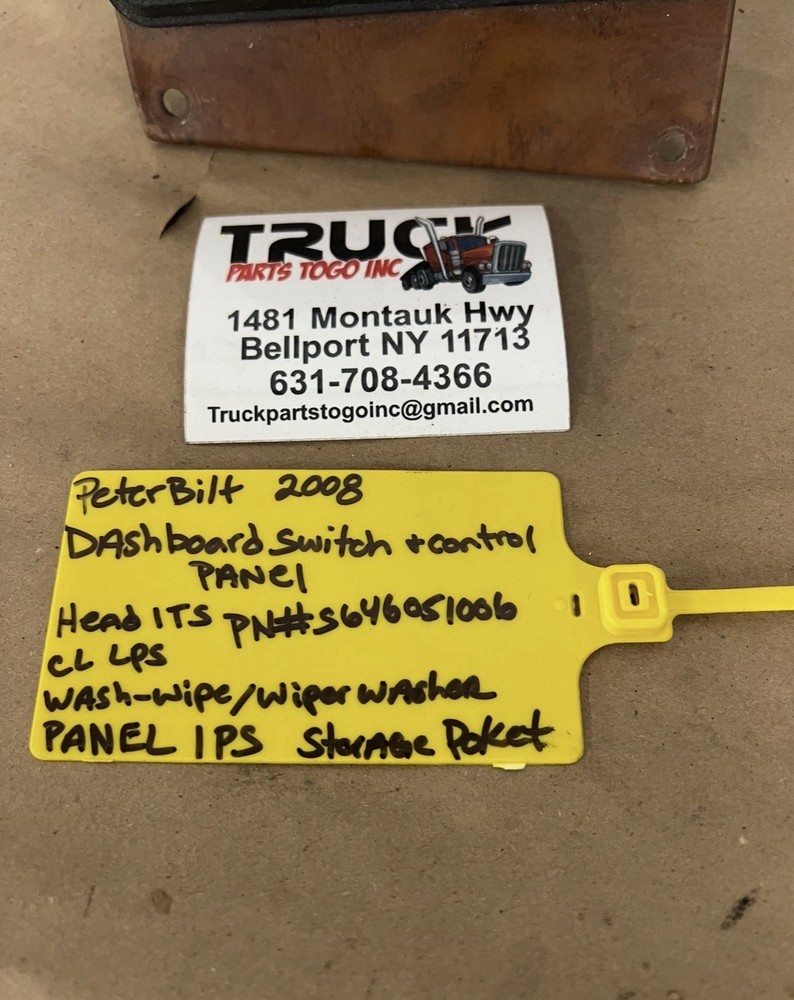 TRUCK
PARTS TOGO INC
1481 Montauk Hwy
Bellport NY 11713
631-708-4366
Truckpartstogoinc@gmail.com
PeterBilt 2008
DAshboard Switch + control
PANel
Head ITS PN#S646051006
CL LPS
WAsh-wipe/Wiper WAsher
PANEL IPS StorAGe PoKet